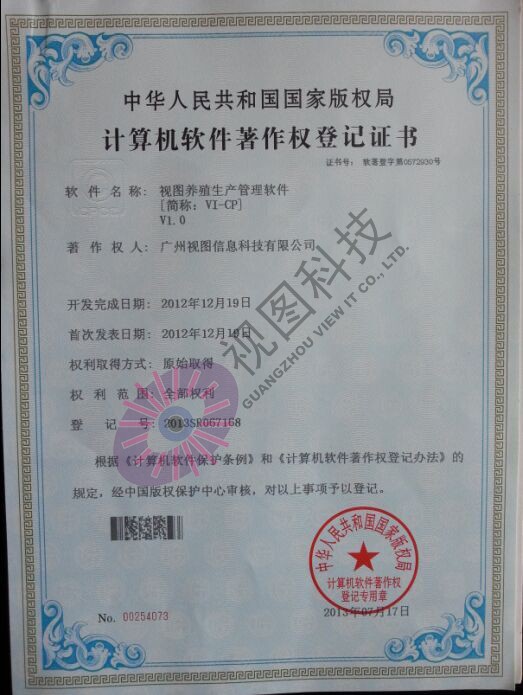 中华人民共和国国家版权局
计算机软件著作权登记证书
证书号： 软著登字第0572930号
软件名称： 视图养殖生产管理软件
[简称：VI-CP]
V1.0
著作权人： 广州视图信息科技有限公司
开发完成日期： 2012年12月19日
首次发表日期： 2012年12月19日
权利取得方式： 原始取得
权利范围： 全部权利
登记号： 2013SR067168
根据《计算机软件保护条例》和《计算机软件著作权登记办法》的
规定，经中国版权保护中心审核，对以上事项予以登记。
中华人民共和国国家版权局
计算机软件著作权
登记专用章
2013年07月17日
No. 00254073
视图科技
GUANGZHOU VIEW IT CO., LTD.